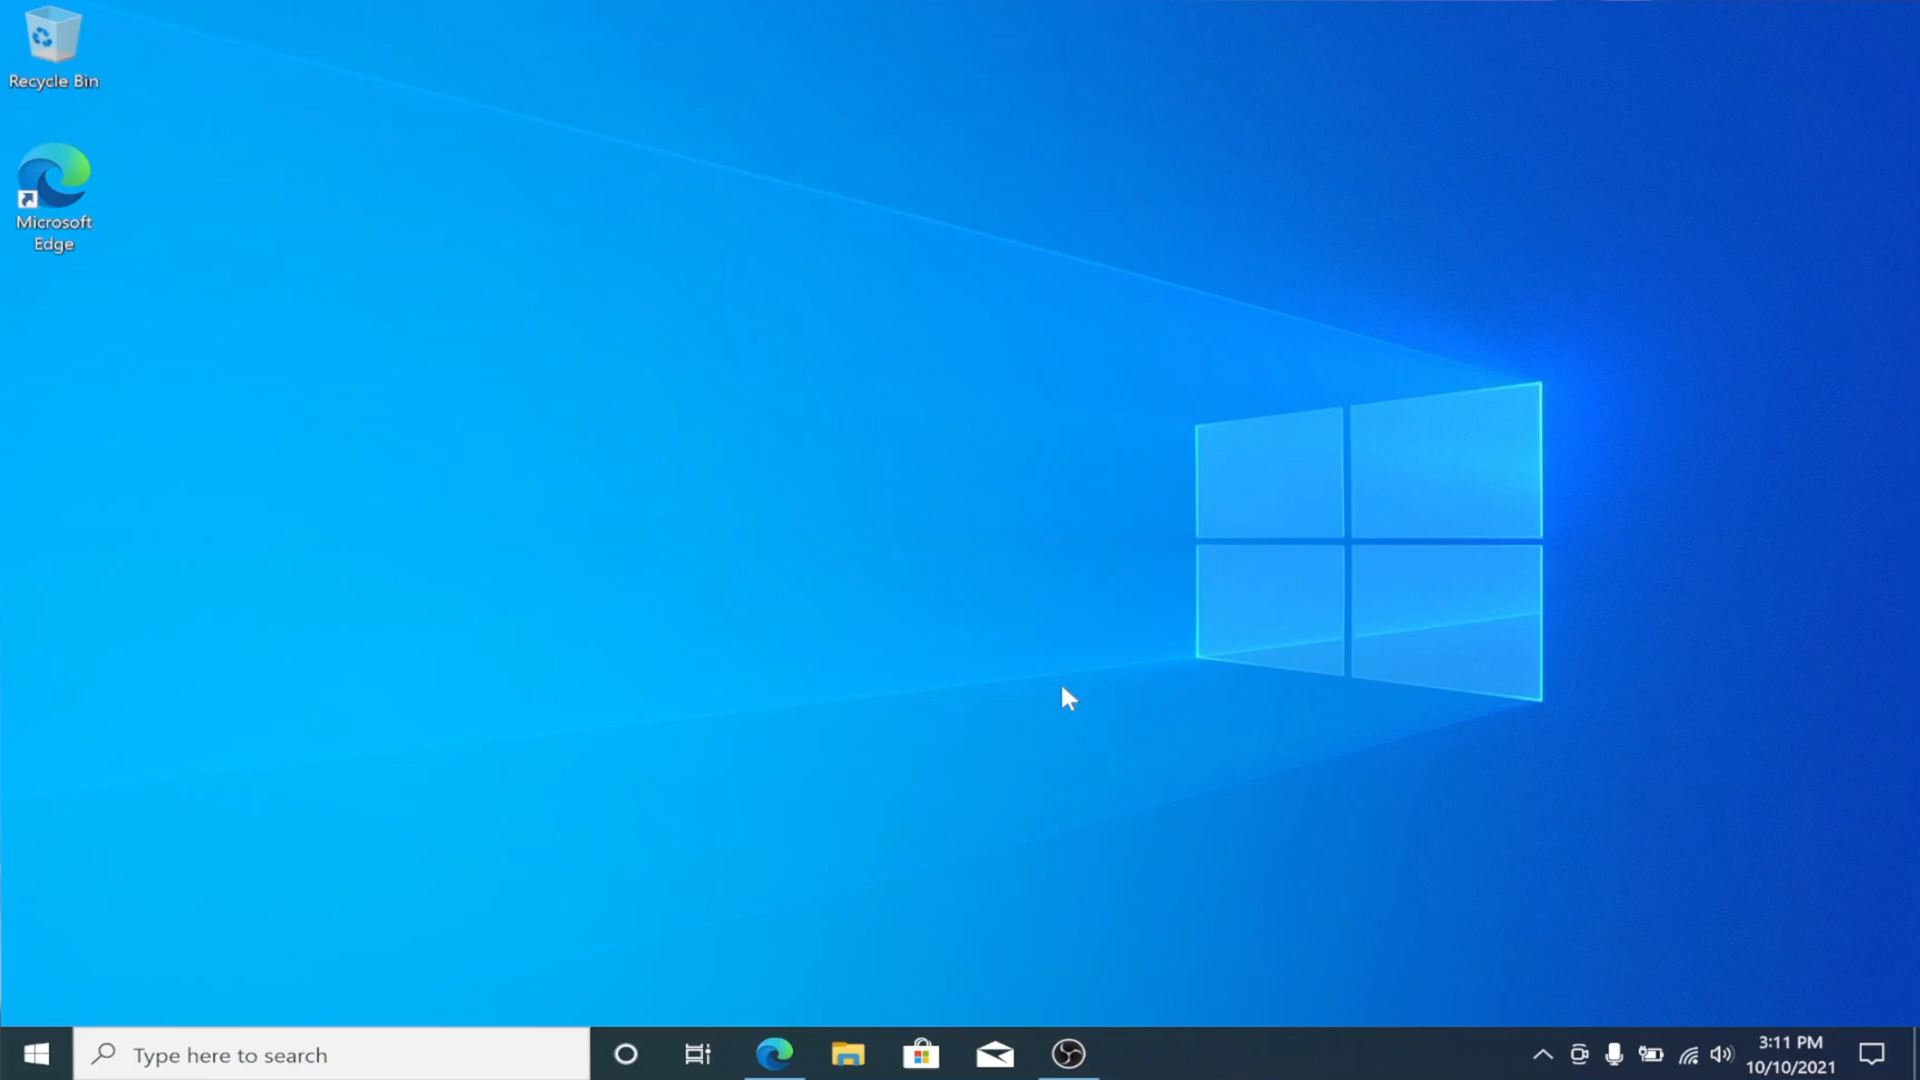 Recycle Bin
Microsoft
Edge
Type here to search
3:11 PM
10/10/2021